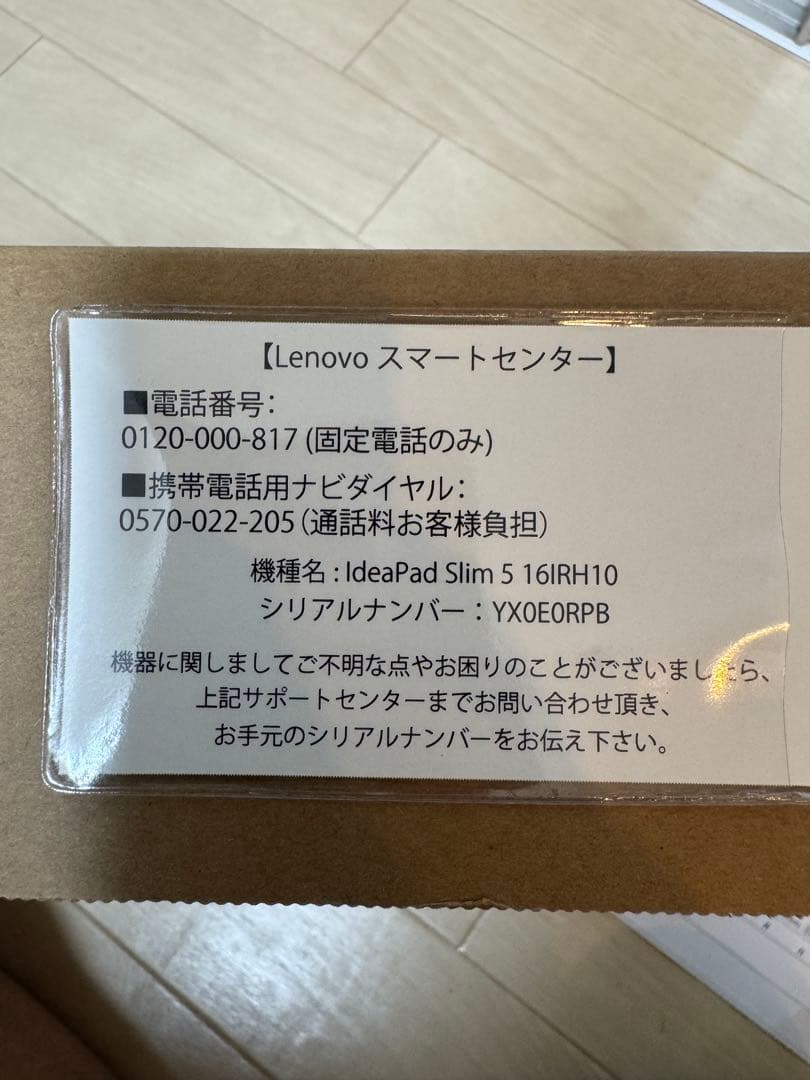 【Lenovo スマートセンター】
■電話番号：
0120-000-817 (固定電話のみ)
■携帯電話用ナビダイヤル：
0570-022-205（通話料お客様負担）
機種名 : IdeaPad Slim 5 16IRH10
シリアルナンバー：YX0E0RPB
機器に関しましてご不明な点やお困りのことがございましたら、
上記サポートセンターまでお問い合わせ頂き、
お手元のシリアルナンバーをお伝え下さい。